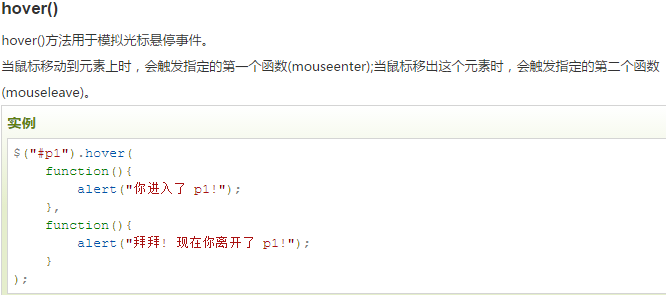 hover()
hover()方法用于模拟光标悬停事件。
当鼠标移动到元素上时，会触发指定的第一个函数(mouseenter);当鼠标移出这个元素时，会触发指定的第二个函数
(mouseleave)。
实例
$("#p1").hover(
    function(){
        alert("你进入了 p1!");
    },
    function(){
        alert("拜拜! 现在你离开了 p1!");
    }
);